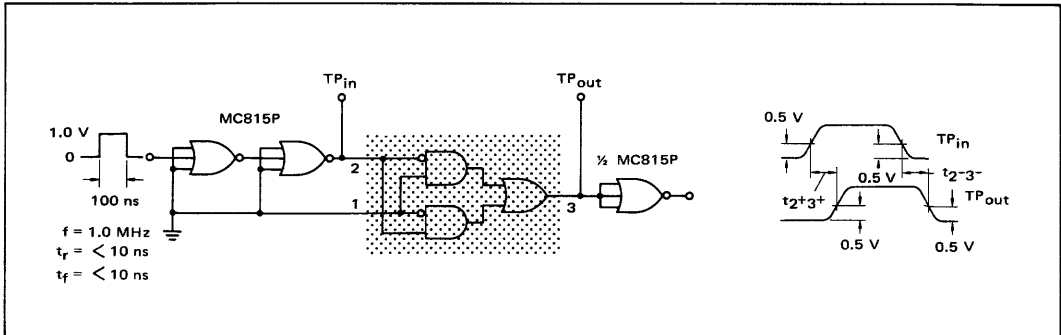 TPin
TPout
MC815P
1.0 V
0
100 ns
f = 1.0 MHz
tr = < 10 ns
tf = < 10 ns
2
1
3
½ MC815P
0.5 V
TPin
0.5 V
t2+3+
t2-3-
TPout
0.5 V
0.5 V